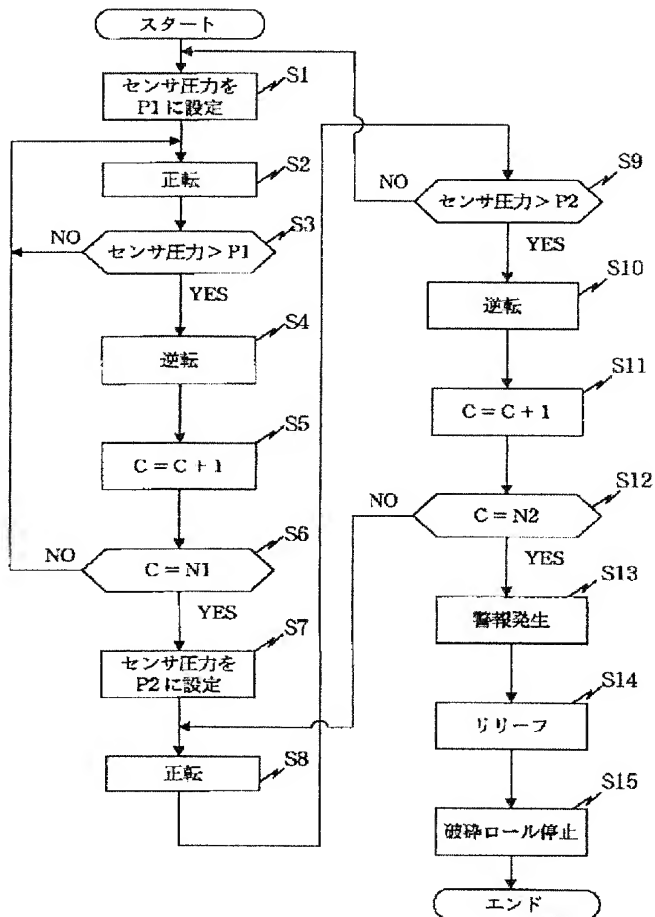 スタート
センサ圧力を
P1に設定
S1
正転
S2
センサ圧力＞P1
S3
NO
YES
逆転
S4
C＝C＋1
S5
C＝N1
S6
NO
YES
センサ圧力を
P2に設定
S7
正転
S8
センサ圧力＞P2
S9
NO
YES
逆転
S10
C＝C＋1
S11
C＝N2
S12
NO
YES
警報発生
S13
リリーフ
S14
破砕ロール停止
S15
エンド